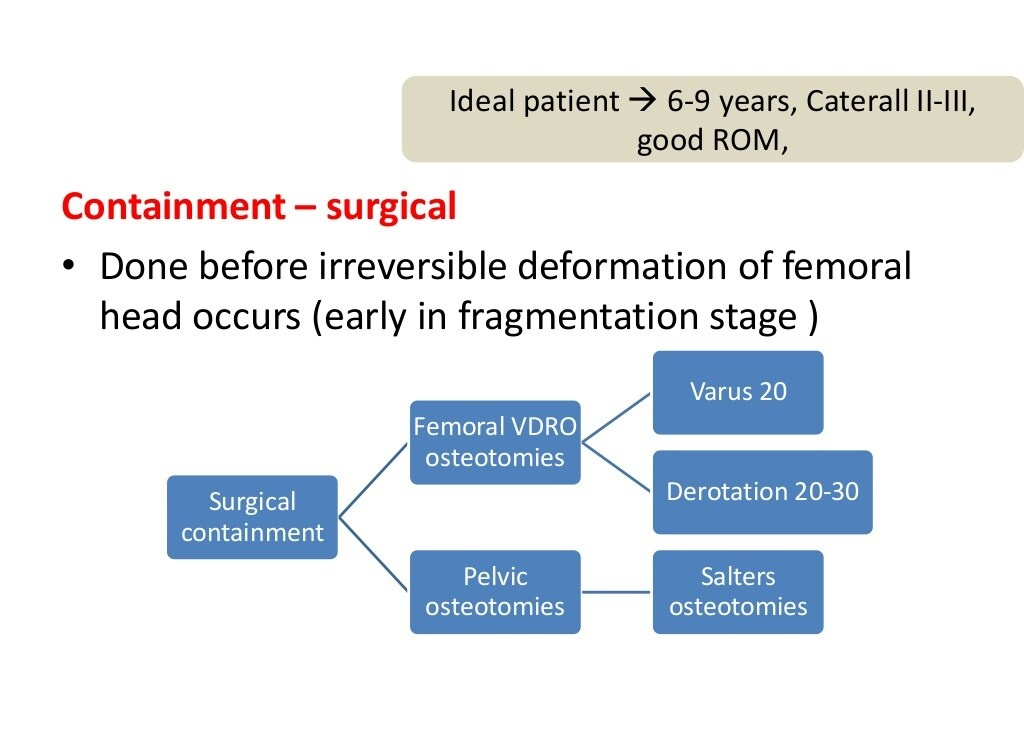 Ideal patient → 6-9 years, Caterall II-III,
good ROM,
Containment – surgical
• Done before irreversible deformation of femoral
head occurs (early in fragmentation stage )
Surgical
containment
Femoral VDRO
osteotomies
Varus 20
Derotation 20-30
Pelvic
osteotomies
Salters
osteotomies